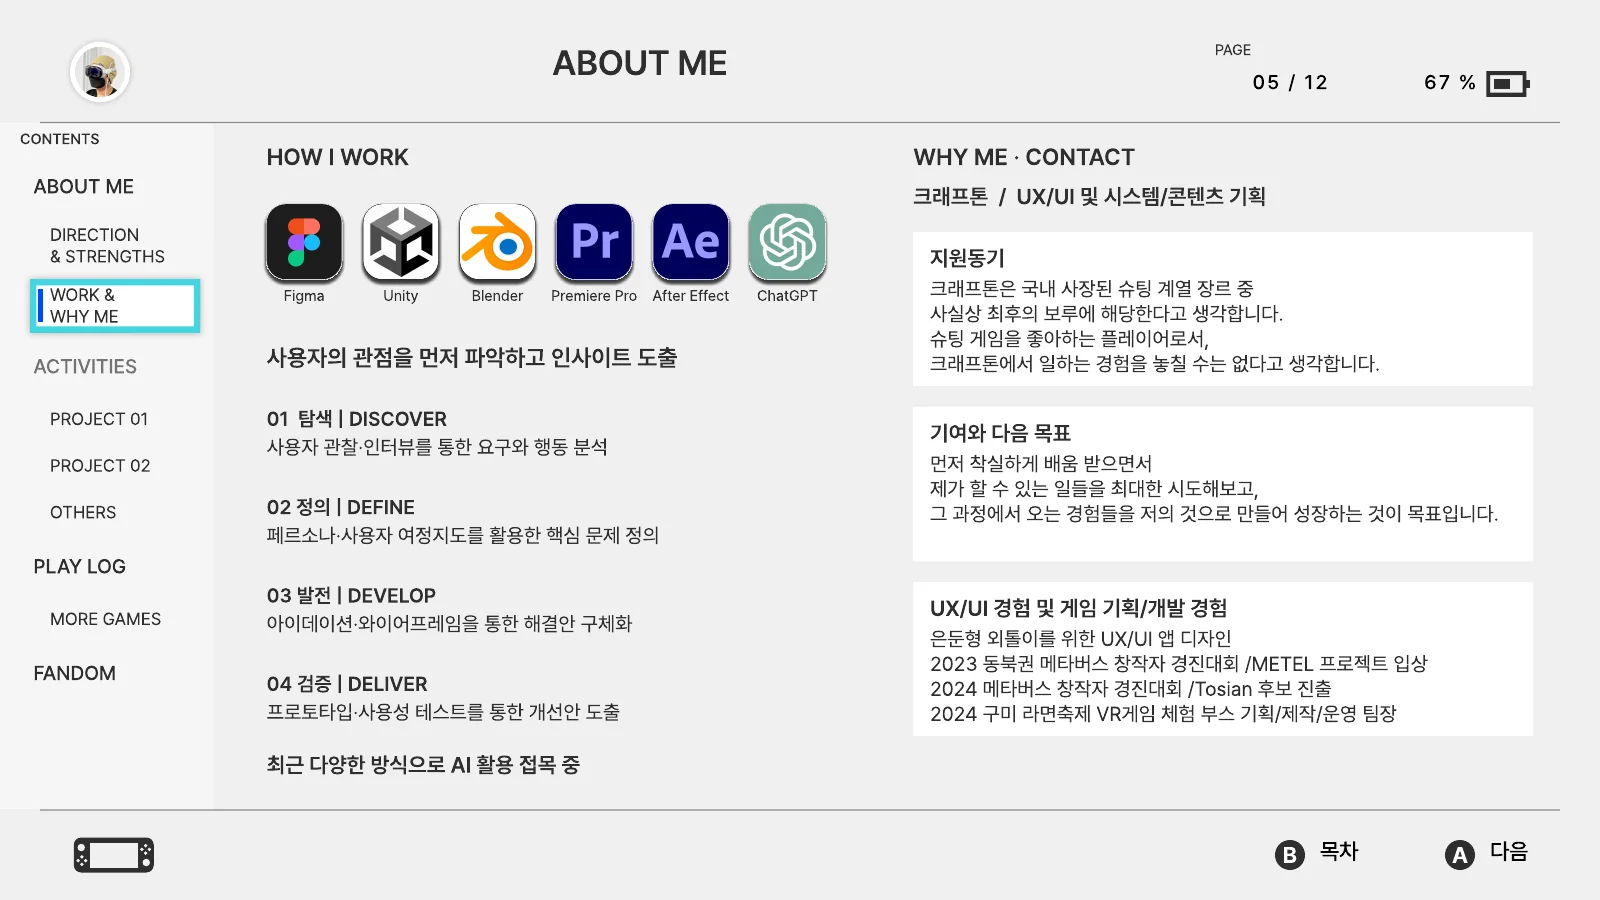 ABOUT ME
PAGE
05 / 12
67 %
CONTENTS
ABOUT ME
DIRECTION
& STRENGTHS
WORK &
WHY ME
ACTIVITIES
PROJECT 01
PROJECT 02
OTHERS
PLAY LOG
MORE GAMES
FANDOM
HOW I WORK
Pr
Ae
Figma
Unity
Blender
Premiere Pro
After Effect
ChatGPT
사용자의 관점을 먼저 파악하고 인사이트 도출
01 탐색 | DISCOVER
사용자 관찰·인터뷰를 통한 요구와 행동 분석
02 정의 | DEFINE
페르소나·사용자 여정지도를 활용한 핵심 문제 정의
03 발전 | DEVELOP
아이데이션·와이어프레임을 통한 해결안 구체화
04 검증 | DELIVER
프로토타입·사용성 테스트를 통한 개선안 도출
최근 다양한 방식으로 AI 활용 접목 중
WHY ME · CONTACT
크래프톤 / UX/UI 및 시스템/콘텐츠 기획
지원동기
크래프톤은 국내 사장된 슈팅 계열 장르 중
사실상 최후의 보루에 해당한다고 생각합니다.
슈팅 게임을 좋아하는 플레이어로서,
크래프톤에서 일하는 경험을 놓칠 수는 없다고 생각합니다.
기여와 다음 목표
먼저 착실하게 배움 받으면서
제가 할 수 있는 일들을 최대한 시도해보고,
그 과정에서 오는 경험들을 저의 것으로 만들어 성장하는 것이 목표입니다.
UX/UI 경험 및 게임 기획/개발 경험
은둔형 외톨이를 위한 UX/UI 앱 디자인
2023 동북권 메타버스 창작자 경진대회 /METEL 프로젝트 입상
2024 메타버스 창작자 경진대회 /Tosian 후보 진출
2024 구미 라면축제 VR게임 체험 부스 기획/제작/운영 팀장
B 목차
A 다음